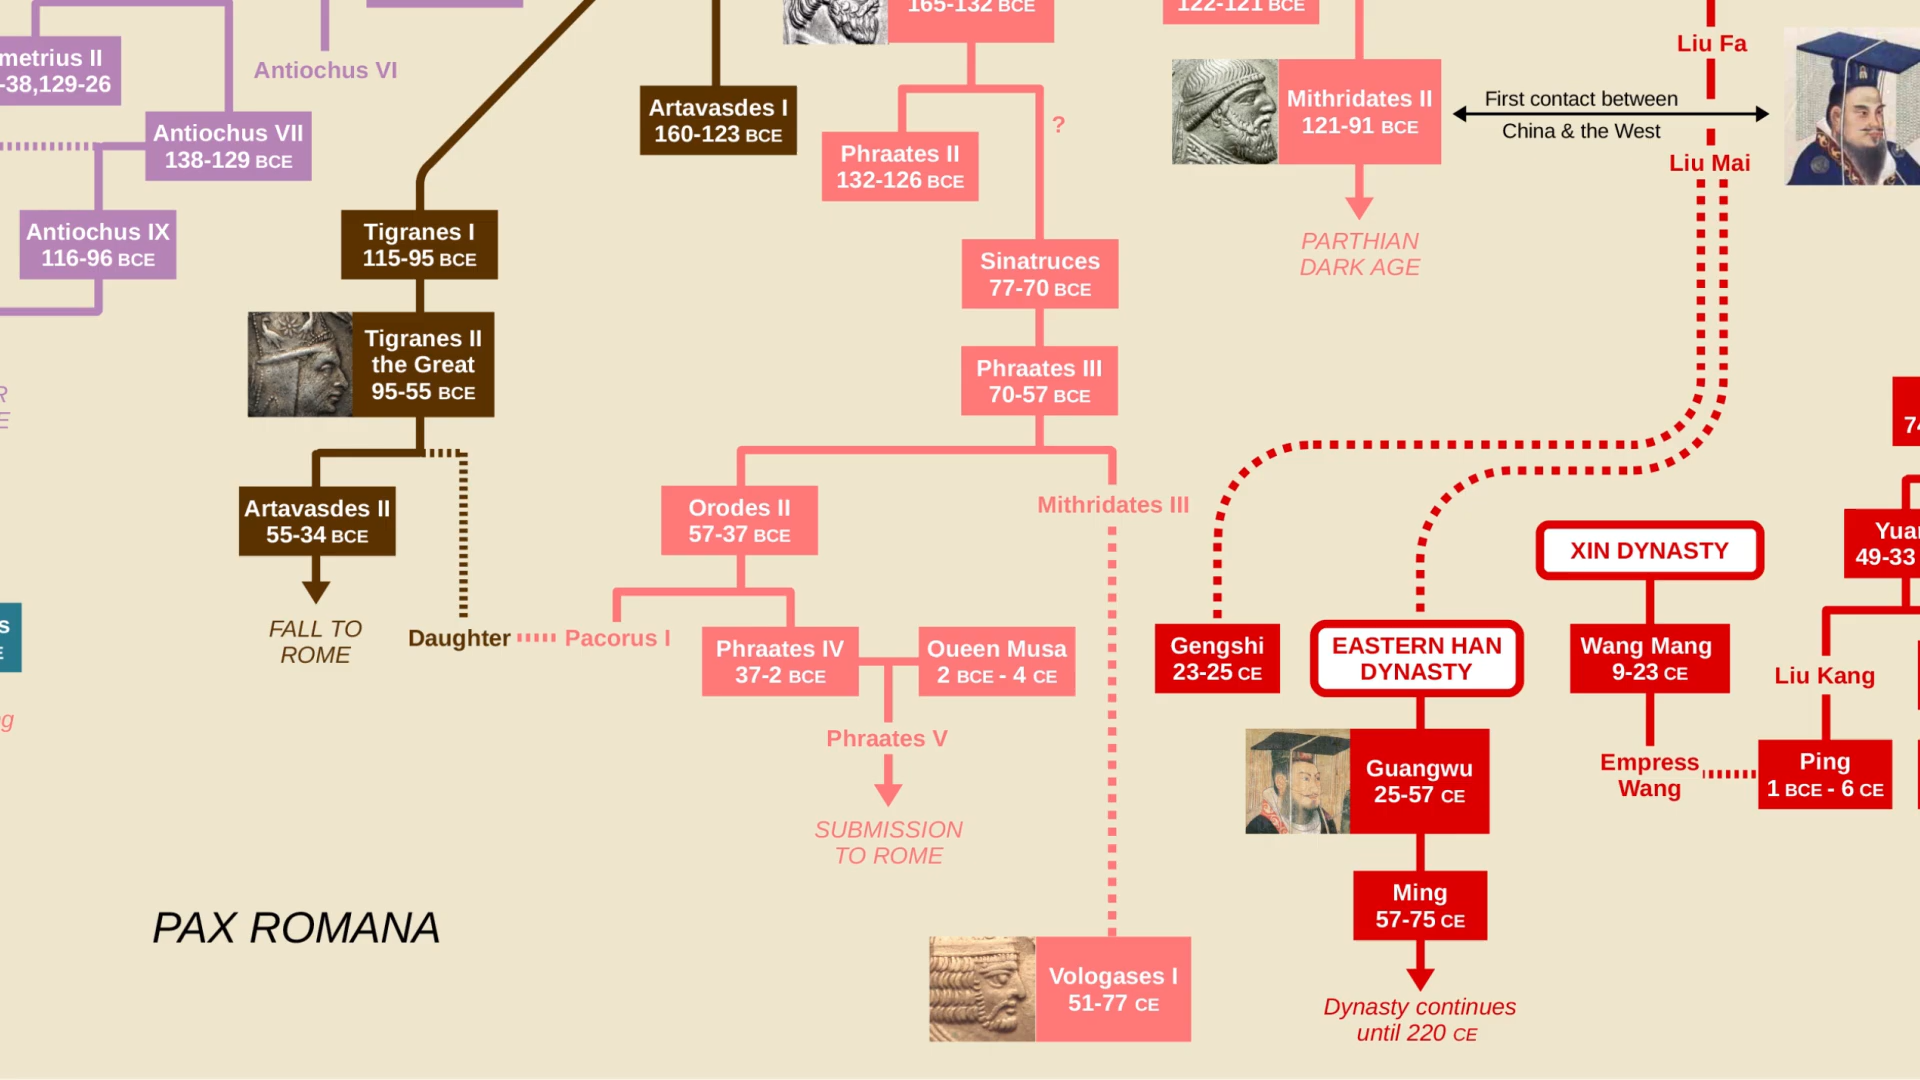 165-132 BCE
122-121 BCE
Liu Fa
metrius II
-38,129-26
Antiochus VI
Antiochus VII
138-129 BCE
Artavasdes I
160-123 BCE
?
Phraates II
132-126 BCE
Mithridates II
121-91 BCE
First contact between
China & the West
Liu Mai
Antiochus IX
116-96 BCE
Tigranes I
115-95 BCE
Sinatruces
77-70 BCE
PARTHIAN
DARK AGE
Tigranes II
the Great
95-55 BCE
Phraates III
70-57 BCE
R
E
74
Artavasdes II
55-34 BCE
Orodes II
57-37 BCE
Mithridates III
XIN DYNASTY
Yua
49-33
FALL TO
ROME
Daughter
Pacorus I
Phraates IV
37-2 BCE
Queen Musa
2 BCE - 4 CE
Gengshi
23-25 CE
EASTERN HAN
DYNASTY
Wang Mang
9-23 CE
Liu Kang
s
E
g
Phraates V
Empress
Wang
Ping
1 BCE - 6 CE
Guangwu
25-57 CE
SUBMISSION
TO ROME
Ming
57-75 CE
PAX ROMANA
Vologases I
51-77 CE
Dynasty continues
until 220 CE